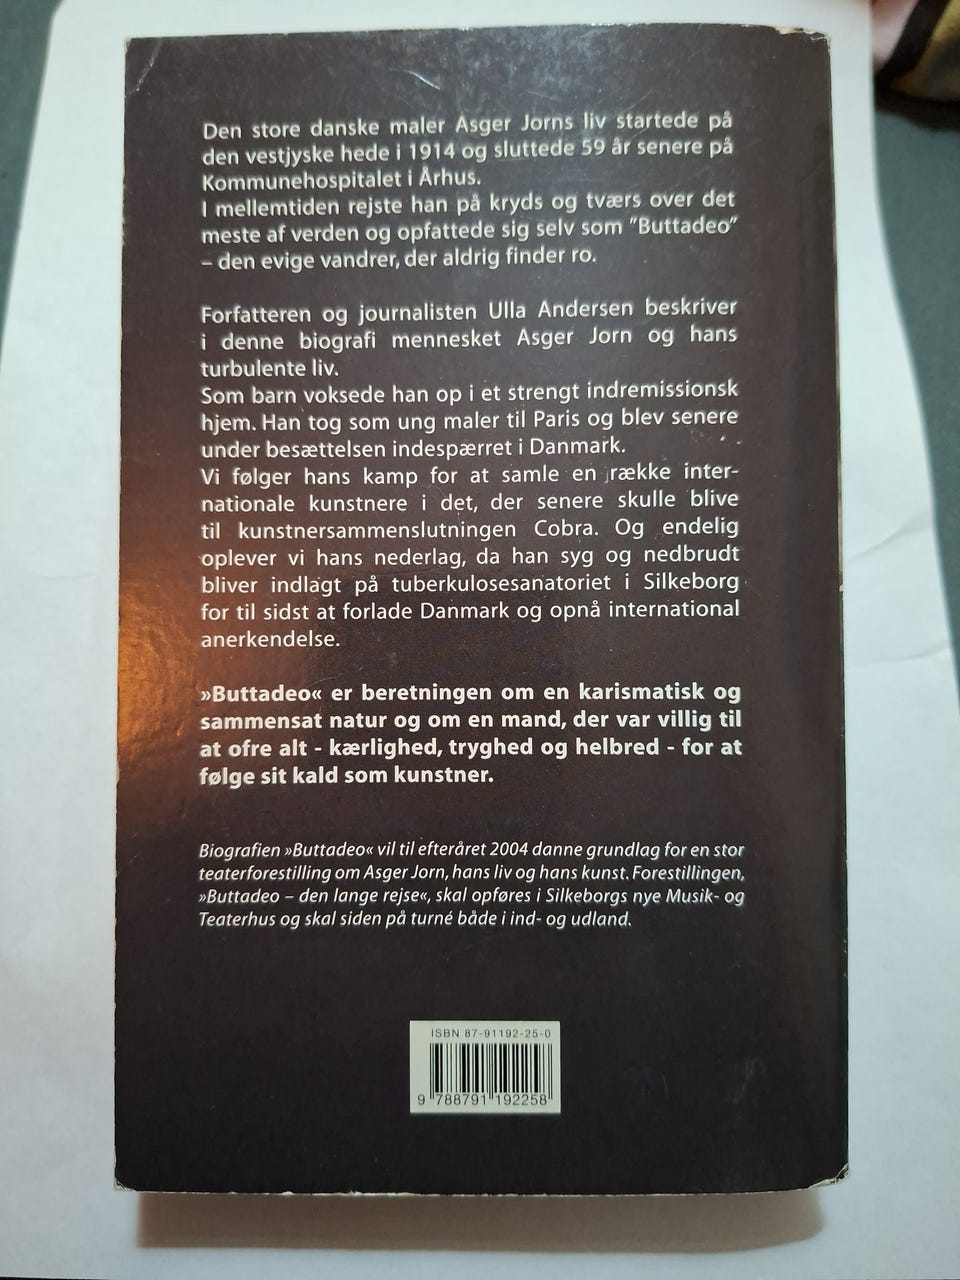 Den store danske maler Asger Jorns liv startede på
den vestjyske hede i 1914 og sluttede 59 år senere på
Kommunehospitalet i Århus.
I mellemtiden rejste han på kryds og tværs over det
meste af verden og opfattede sig selv som ”Buttadeo”
– den evige vandrer, der aldrig finder ro.
Forfatteren og journalisten Ulla Andersen beskriver
i denne biografi mennesket Asger Jorn og hans
turbulente liv.
Som barn voksede han op i et strengt indremissionsk
hjem. Han tog som ung maler til Paris og blev senere
under besættelsen indespærret i Danmark.
Vi følger hans kamp for at samle en række inter-
nationale kunstnere i det, der senere skulle blive
til kunstnersammenslutningen Cobra. Og endelig
oplever vi hans nederlag, da han syg og nedbrudt
bliver indlagt på tuberkulosesanatoriet i Silkeborg
for til sidst at forlade Danmark og opnå international
anerkendelse.
»Buttadeo« er beretningen om en karismatisk og
sammensat natur og om en mand, der var villig til
at ofre alt - kærlighed, tryghed og helbred - for at
følge sit kald som kunstner.
Biografien »Buttadeo« vil til efteråret 2004 danne grundlag for en stor
teaterforestilling om Asger Jorn, hans liv og hans kunst. Forestillingen,
»Buttadeo – den lange rejse«, skal opføres i Silkeborgs nye Musik- og
Teaterhus og skal siden på turné både i ind- og udland.
ISBN 87-91192-25-0
9 788791 192258